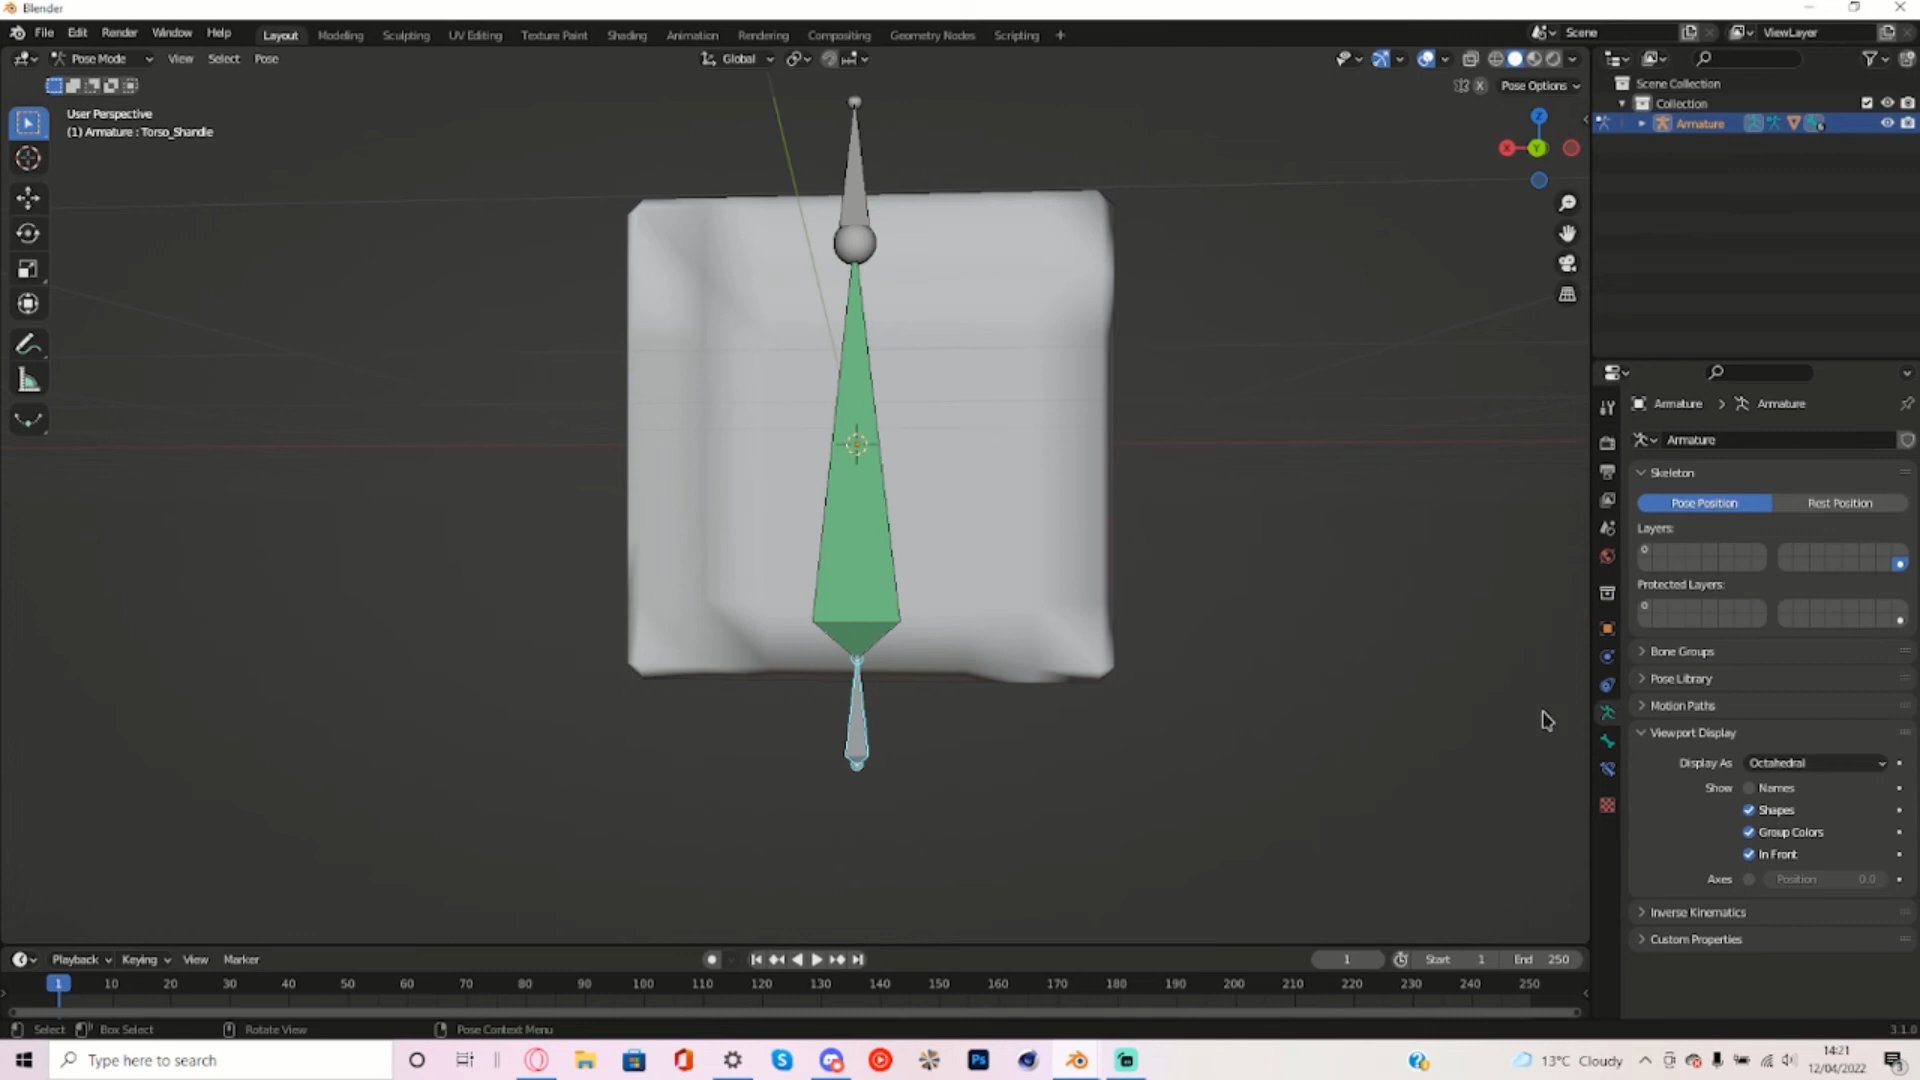 Blender
File Edit Render Window Help Layout Modeling Sculpting UV Editing Texture Paint Shading Animation Rendering Compositing Geometry Nodes Scripting + Scene ViewLayer
Pose Mode View Select Pose Global
X Pose Options
User Perspective
(1) Armature : Torso_Shandle
Z
X Y
Scene Collection
Collection
Armature
Armature > Armature
Armature
Skeleton
Pose Position Rest Position
Layers:
Protected Layers:
Bone Groups
Pose Library
Motion Paths
Viewport Display
Display As Octahedral
Show Names
Shapes
Group Colors
In Front
Axes Position 0.0
Inverse Kinematics
Custom Properties
Playback Keying View Marker 1 Start 1 End 250
1 10 20 30 40 50 60 70 80 90 100 110 120 130 140 150 160 170 180 190 200 210 220 230 240 250
Select Box Select Rotate View Pose Context Menu 3.1.0
Type here to search 13°C Cloudy 14:21
12/04/2022